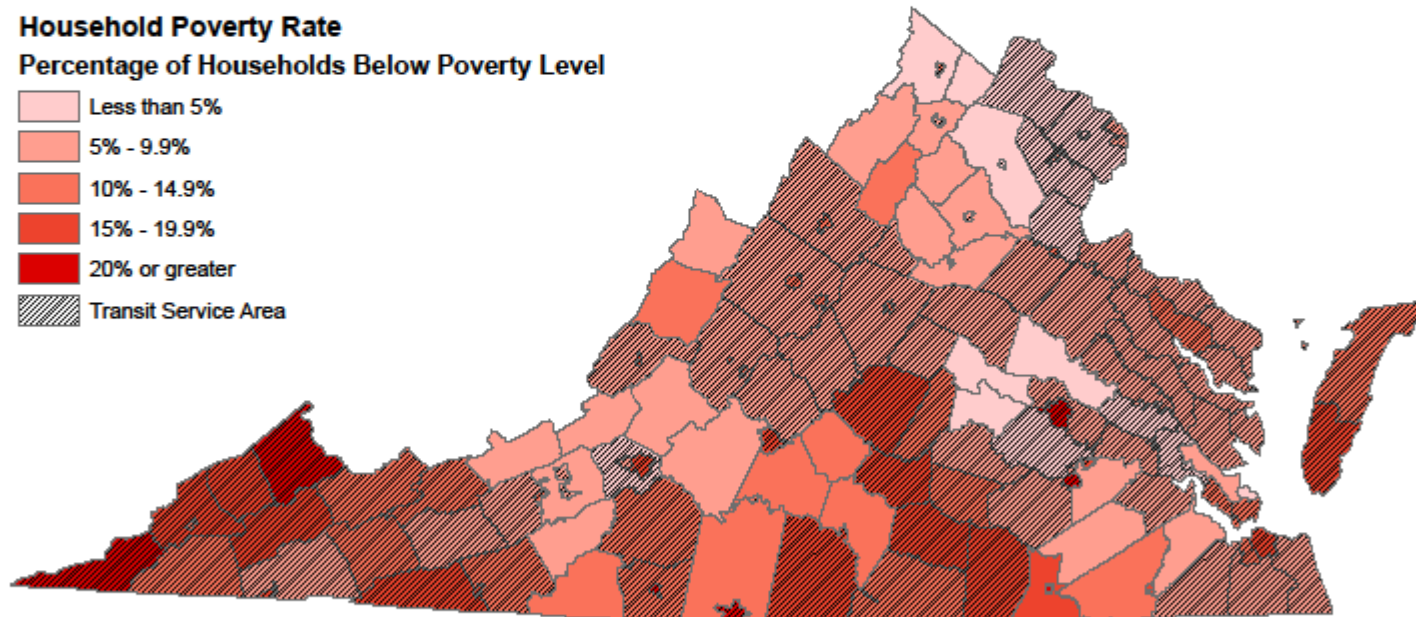 Household Poverty Rate
Percentage of Households Below Poverty Level
Less than 5%
5% - 9.9%
10% - 14.9%
15% - 19.9%
20% or greater
Transit Service Area